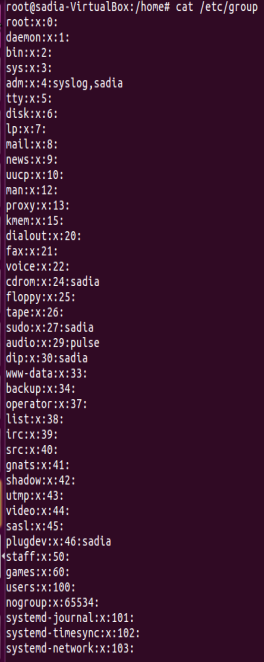 root@sadia-VirtualBox:/home# cat /etc/group
root:x:0:
daemon:x:1:
bin:x:2:
sys:x:3:
adm:x:4:syslog,sadia
tty:x:5:
disk:x:6:
lp:x:7:
mail:x:8:
news:x:9:
uucp:x:10:
man:x:12:
proxy:x:13:
kmem:x:15:
dialout:x:20:
fax:x:21:
voice:x:22:
cdrom:x:24:sadia
floppy:x:25:
tape:x:26:
sudo:x:27:sadia
audio:x:29:pulse
dip:x:30:sadia
www-data:x:33:
backup:x:34:
operator:x:37:
list:x:38:
irc:x:39:
src:x:40:
gnats:x:41:
shadow:x:42:
utmp:x:43:
video:x:44:
sasl:x:45:
plugdev:x:46:sadia
staff:x:50:
games:x:60:
users:x:100:
nogroup:x:65534:
systemd-journal:x:101:
systemd-timesync:x:102:
systemd-network:x:103: